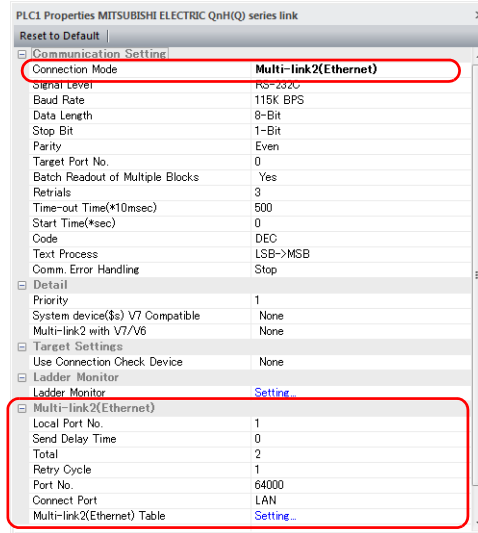 PLC1 Properties MITSUBISHI ELECTRIC QnH(Q) series link
Reset to Default
Communication Setting
Connection Mode Multi-link2(Ethernet)
Signal Level RS-232C
Baud Rate 115K BPS
Data Length 8-Bit
Stop Bit 1-Bit
Parity Even
Target Port No. 0
Batch Readout of Multiple Blocks Yes
Retrials 3
Time-out Time(*10msec) 500
Start Time(*sec) 0
Code DEC
Text Process LSB->MSB
Comm. Error Handling Stop
Detail
Priority 1
System device($s) V7 Compatible None
Multi-link2 with V7/V6 None
Target Settings
Use Connection Check Device None
Ladder Monitor
Ladder Monitor Setting...
Multi-link2(Ethernet)
Local Port No. 1
Send Delay Time 0
Total 2
Retry Cycle 1
Port No. 64000
Connect Port LAN
Multi-link2(Ethernet) Table Setting...